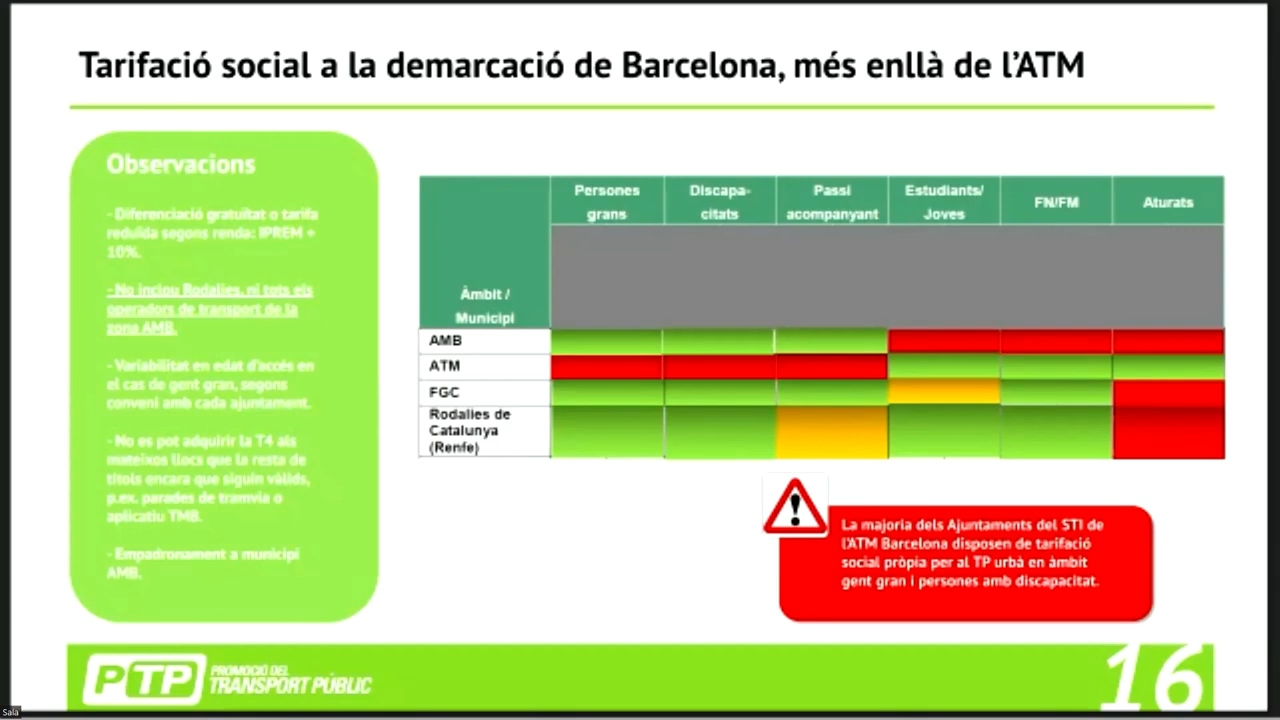 Tarifació social a la demarcació de Barcelona, més enllà de l'ATM
Observacions
- Diferenciació gratuïtat o tarifa
reduïda segons renda: IPREM +
10%.
- No inclou Rodalies, ni tots els
operadors de transport de la
zona AMB.
- Variabilitat en edat d'accés en
el cas de gent gran, segons
conveni amb cada ajuntament.
- No es pot adquirir la T4 als
mateixos llocs que la resta de
títols encara que siguin vàlids,
p.ex. parades de tramvia o
aplicatiu TMB.
- Empadronament a municipi
AMB.
Persones
grans
Discapa-
citats
Passi
acompanyant
Estudiants/
Joves
FN/FM
Aturats
Àmbit /
Municipi
AMB
ATM
FGC
Rodalies de
Catalunya
(Renfe)
La majoria dels Ajuntaments del STI de
l'ATM Barcelona disposen de tarifació
social pròpia per al TP urbà en àmbit
gent gran i persones amb discapacitat.
PTP PROMOCIÓ DEL
TRANSPORT PÚBLIC
16
Sala